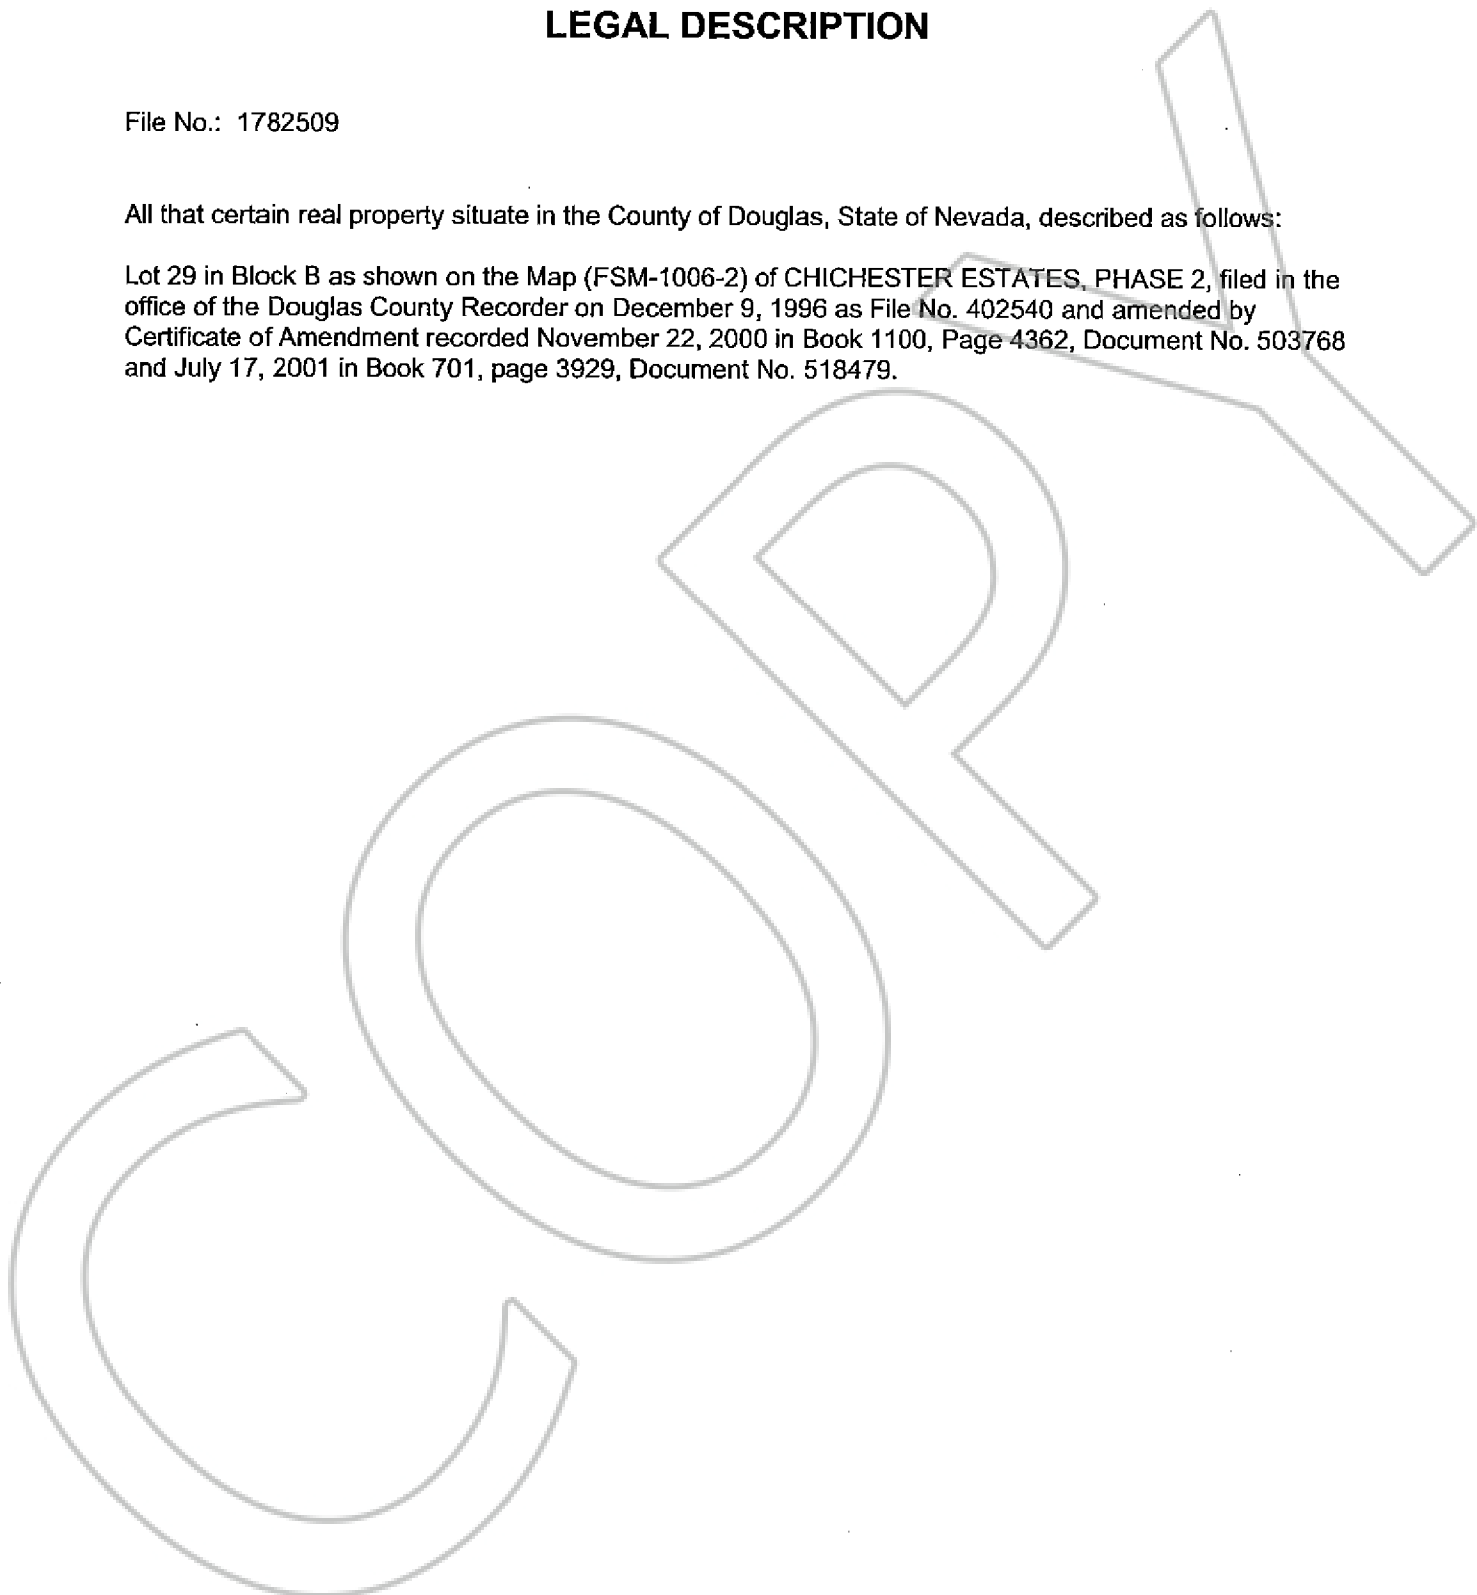 LEGAL DESCRIPTION
File No.: 1782509
All that certain real property situate in the County of Douglas, State of Nevada, described as follows:
Lot 29 in Block B as shown on the Map (FSM-1006-2) of CHICHESTER ESTATES, PHASE 2, filed in the
office of the Douglas County Recorder on December 9, 1996 as File No. 402540 and amended by
Certificate of Amendment recorded November 22, 2000 in Book 1100, Page 4362, Document No. 503768
and July 17, 2001 in Book 701, page 3929, Document No. 518479.
COPY